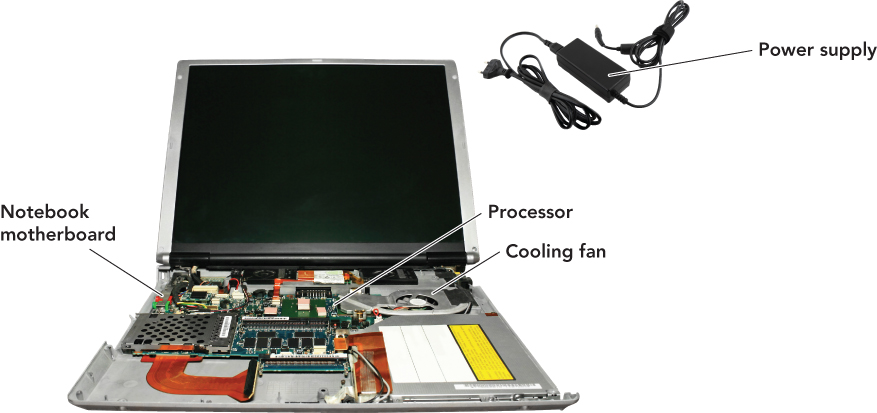 Power supply
Notebook
motherboard
Processor
Cooling fan